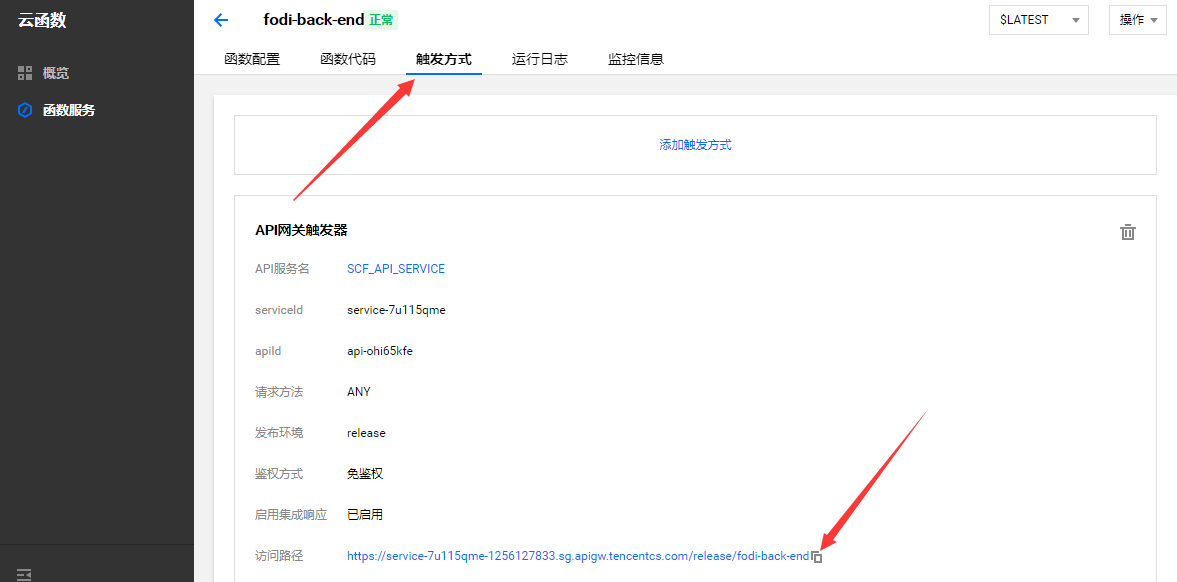 云函数
fodi-back-end 正常
$LATEST
操作
函数配置 函数代码 触发方式 运行日志 监控信息
概览
函数服务
添加触发方式
API网关触发器
API服务名 SCF_API_SERVICE
serviceId service-7u115qme
apiId api-ohi65kfe
请求方法 ANY
发布环境 release
鉴权方式 免鉴权
启用集成响应 已启用
访问路径 https://service-7u115qme-1256127833.sg.apigw.tencentcs.com/release/fodi-back-end